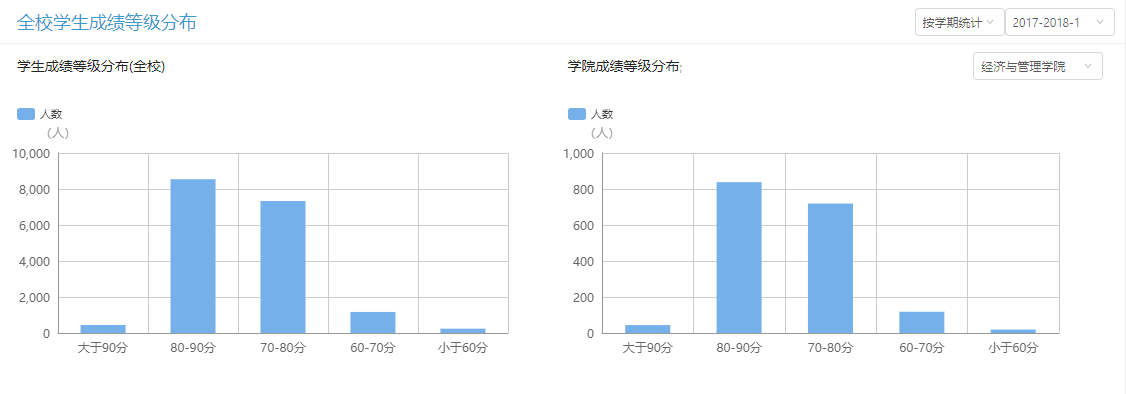 全校学生成绩等级分布
按学期统计
2017-2018-1
学生成绩等级分布(全校)
学院成绩等级分布:
经济与管理学院
人数
（人）
10,000
8,000
6,000
4,000
2,000
0
大于90分
80-90分
70-80分
60-70分
小于60分
人数
（人）
1,000
800
600
400
200
0
大于90分
80-90分
70-80分
60-70分
小于60分